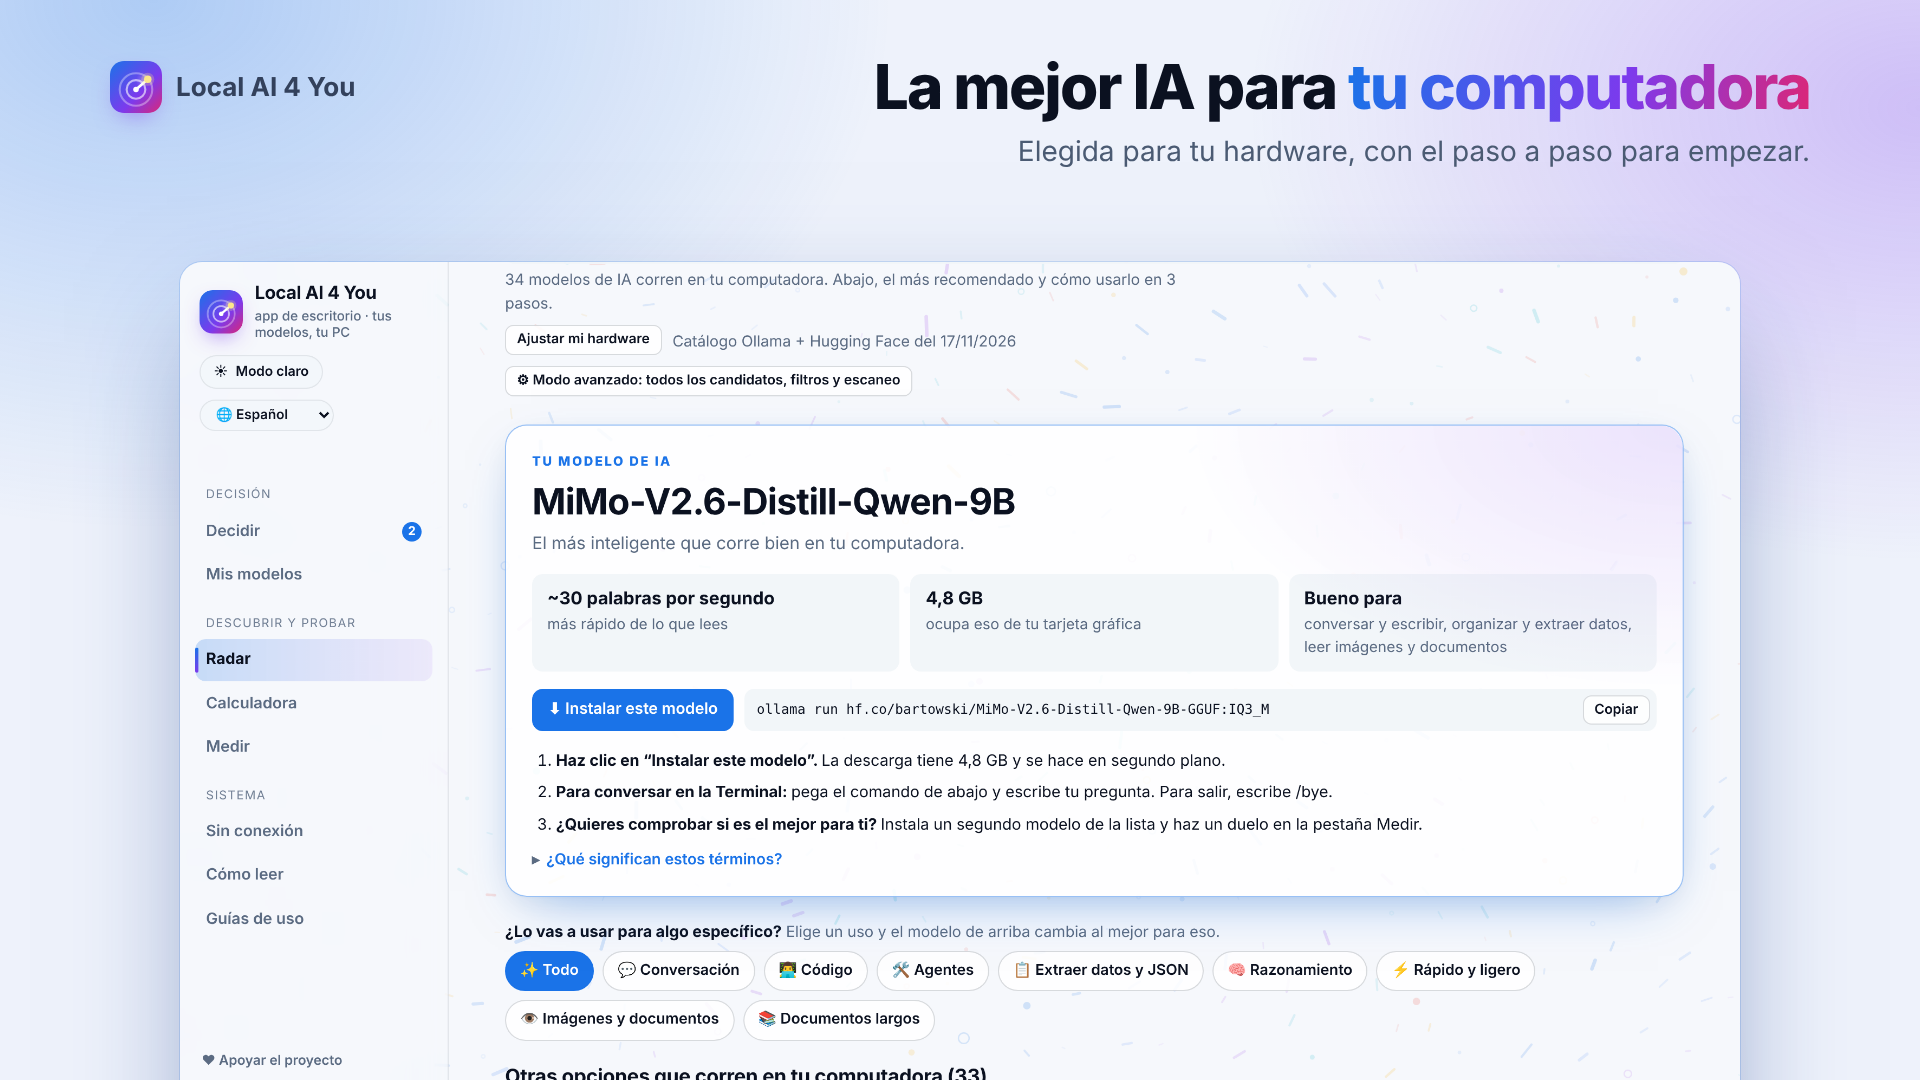 Local AI 4 You
La mejor IA para tu computadora
Elegida para tu hardware, con el paso a paso para empezar.
Local AI 4 You
app de escritorio · tus
modelos, tu PC
☀ Modo claro
🌐 Español
DECISIÓN
Decidir 2
Mis modelos
DESCUBRIR Y PROBAR
Radar
Calculadora
Medir
SISTEMA
Sin conexión
Cómo leer
Guías de uso
♥ Apoyar el proyecto
34 modelos de IA corren en tu computadora. Abajo, el más recomendado y cómo usarlo en 3
pasos.
Ajustar mi hardware Catálogo Ollama + Hugging Face del 17/11/2026
⚙ Modo avanzado: todos los candidatos, filtros y escaneo
TU MODELO DE IA
MiMo-V2.6-Distill-Qwen-9B
El más inteligente que corre bien en tu computadora.
~30 palabras por segundo
más rápido de lo que lees
4,8 GB
ocupa eso de tu tarjeta gráfica
Bueno para
conversar y escribir, organizar y extraer datos,
leer imágenes y documentos
⬇ Instalar este modelo ollama run hf.co/bartowski/MiMo-V2.6-Distill-Qwen-9B-GGUF:IQ3_M Copiar
1. Haz clic en “Instalar este modelo”. La descarga tiene 4,8 GB y se hace en segundo plano.
2. Para conversar en la Terminal: pega el comando de abajo y escribe tu pregunta. Para salir, escribe /bye.
3. ¿Quieres comprobar si es el mejor para ti? Instala un segundo modelo de la lista y haz un duelo en la pestaña Medir.
▸ ¿Qué significan estos términos?
¿Lo vas a usar para algo específico? Elige un uso y el modelo de arriba cambia al mejor para eso.
✨ Todo 💬 Conversación 👨‍💻 Código 🛠 Agentes 📋 Extraer datos y JSON 🧠 Razonamiento ⚡ Rápido y ligero
👁 Imágenes y documentos 📚 Documentos largos
Otras opciones que corren en tu computadora (33)